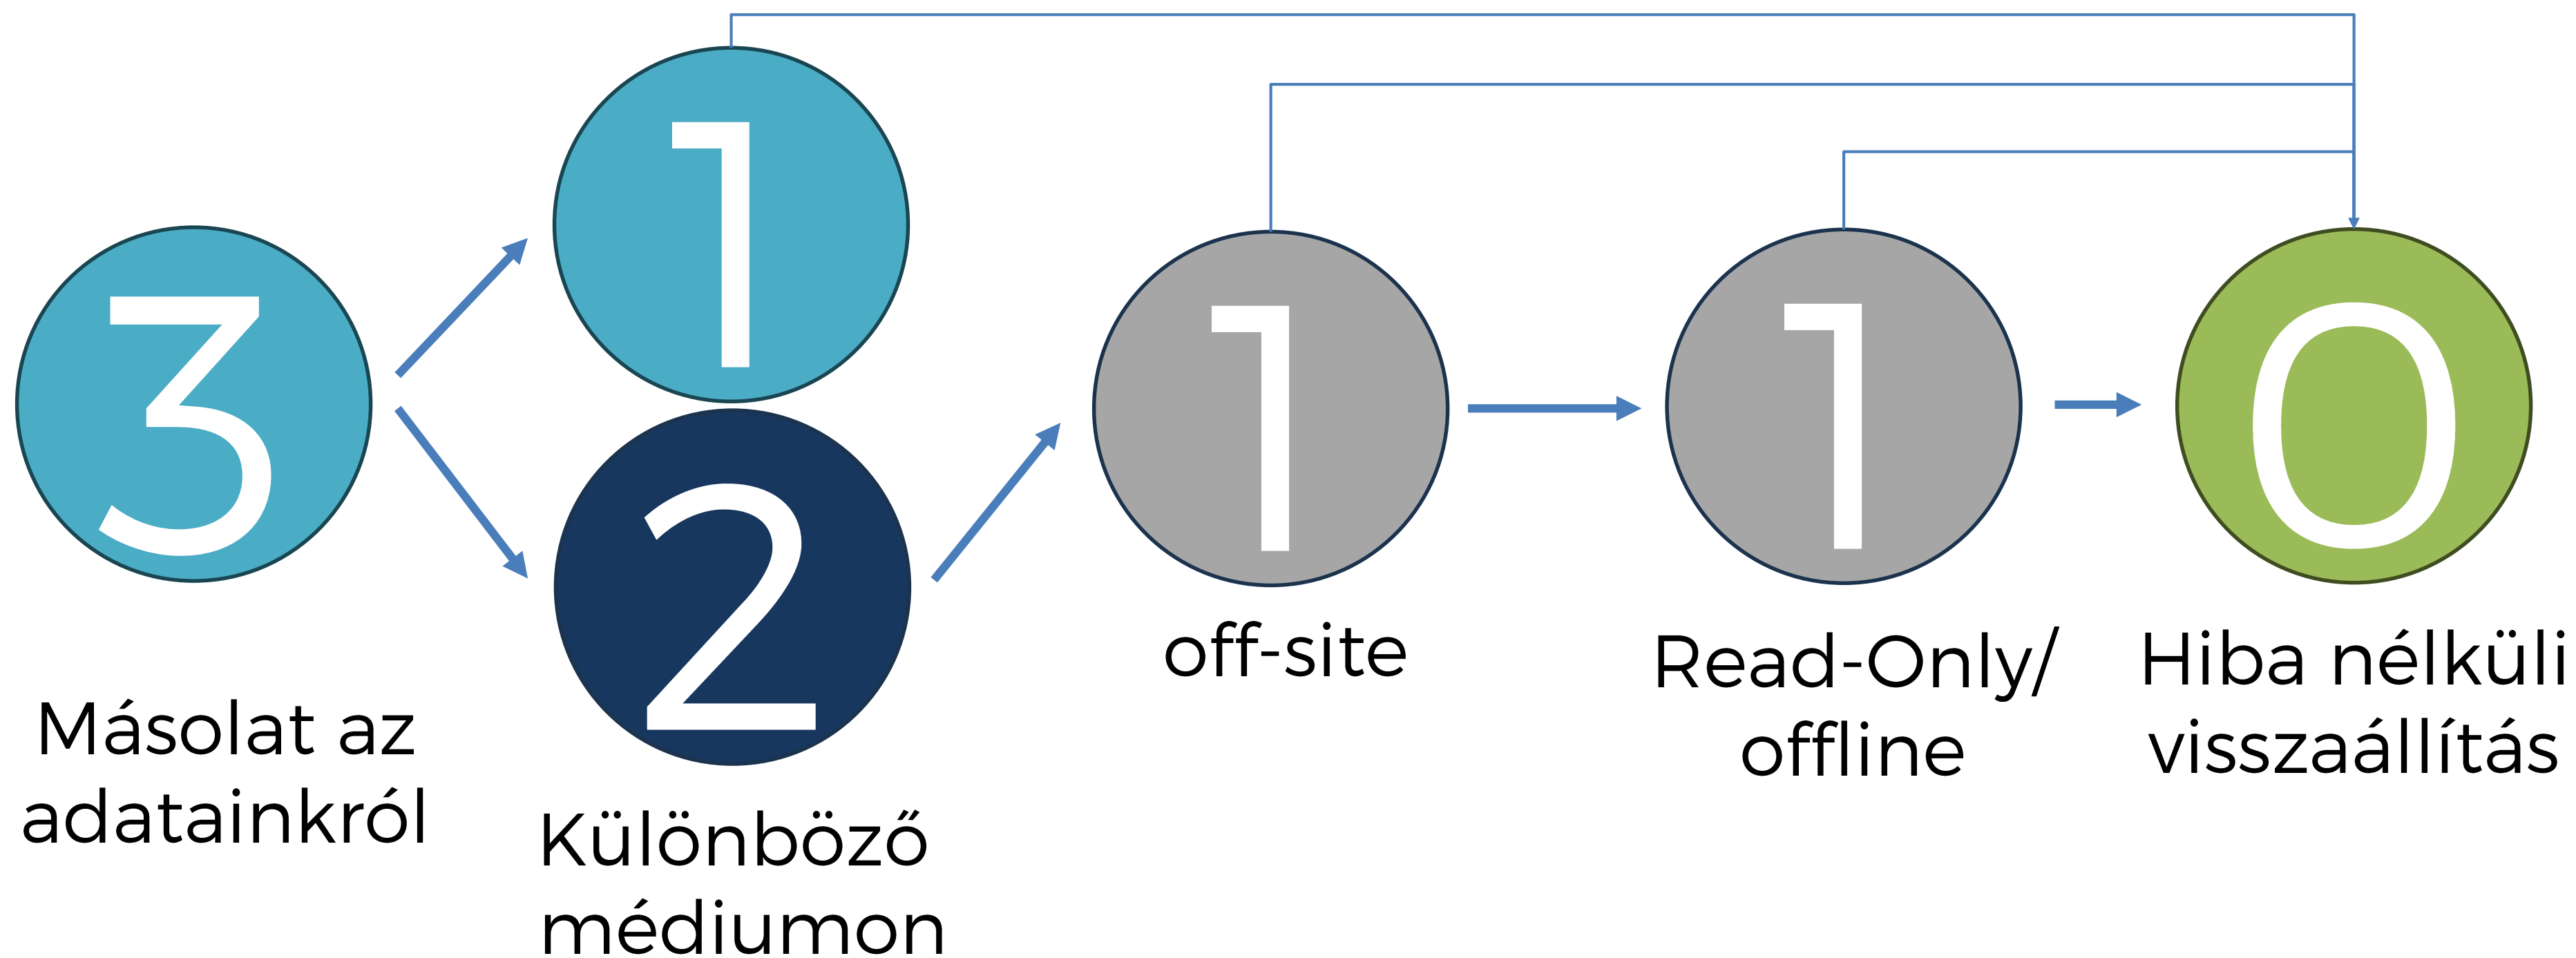 3
Másolat az
adatainkról
1
2
Különböző
médiumon
1
off-site
1
Read-Only/
offline
0
Hiba nélküli
visszaállítás